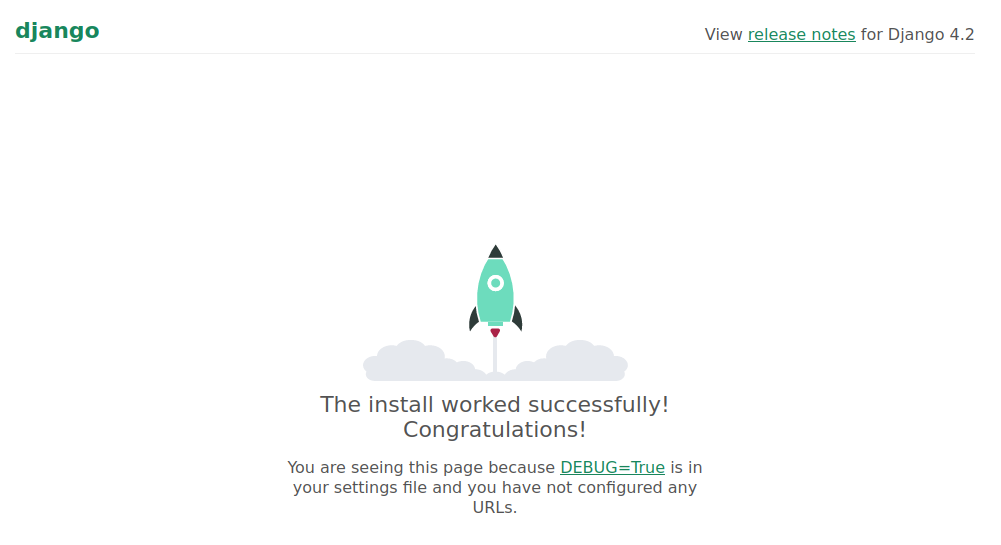 django
View release notes for Django 4.2
The install worked successfully!
Congratulations!
You are seeing this page because DEBUG=True is in
your settings file and you have not configured any
URLs.